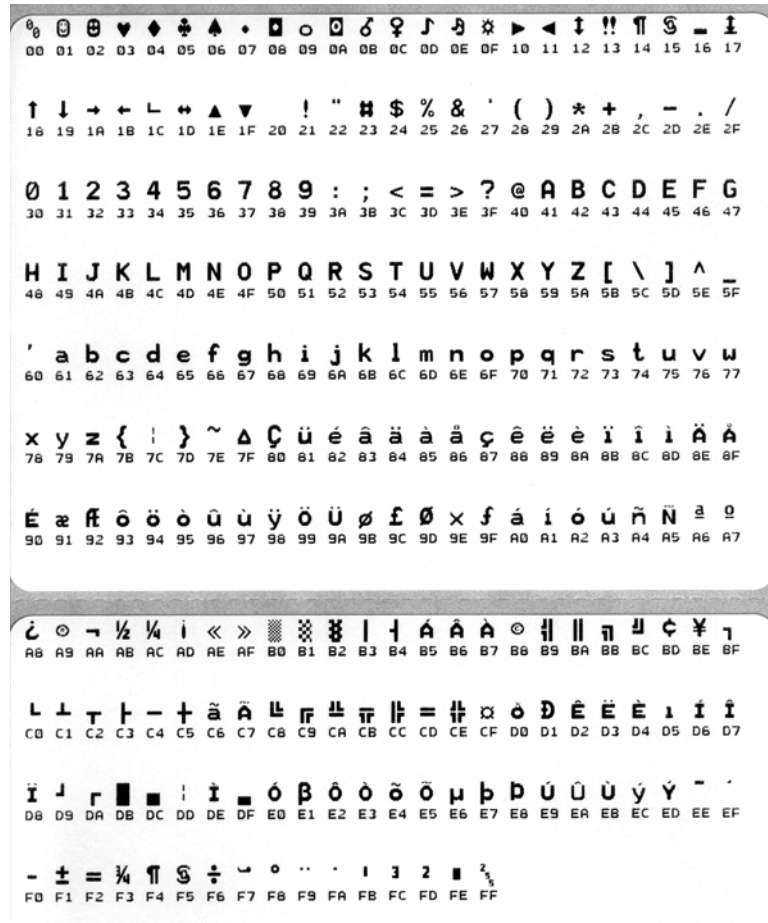 ⁰₀ ☺ ☻ ♥ ♦ ♣ ♠ • ◘ ○ ◙ ♂ ♀ ♪ ♫ ☼ ► ◄ ↕ ‼ ¶ § ▬ ↨
00 01 02 03 04 05 06 07 08 09 0A 0B 0C 0D 0E 0F 10 11 12 13 14 15 16 17
↑ ↓ → ← ∟ ↔ ▲ ▼ ! " # $ % & ' ( ) * + , - . /
18 19 1A 1B 1C 1D 1E 1F 20 21 22 23 24 25 26 27 28 29 2A 2B 2C 2D 2E 2F
0 1 2 3 4 5 6 7 8 9 : ; < = > ? @ A B C D E F G
30 31 32 33 34 35 36 37 38 39 3A 3B 3C 3D 3E 3F 40 41 42 43 44 45 46 47
H I J K L M N O P Q R S T U V W X Y Z [ \ ] ^ _
48 49 4A 4B 4C 4D 4E 4F 50 51 52 53 54 55 56 57 58 59 5A 5B 5C 5D 5E 5F
' a b c d e f g h i j k l m n o p q r s t u v w
60 61 62 63 64 65 66 67 68 69 6A 6B 6C 6D 6E 6F 70 71 72 73 74 75 76 77
x y z { ¦ } ~ ∆ Ç ü é â ä à å ç ê ë è ï î ì Ä Å
78 79 7A 7B 7C 7D 7E 7F 80 81 82 83 84 85 86 87 88 89 8A 8B 8C 8D 8E 8F
É æ Æ ô ö ò û ù ÿ Ö Ü ø £ Ø × ƒ á í ó ú ñ Ñ ª º
90 91 92 93 94 95 96 97 98 99 9A 9B 9C 9D 9E 9F A0 A1 A2 A3 A4 A5 A6 A7
¿ ® ¬ ½ ¼ ¡ « » ░ ▒ ▓ │ ┤ Á Â À © ╣ ║ ╗ ╝ ¢ ¥ ┐
A8 A9 AA AB AC AD AE AF B0 B1 B2 B3 B4 B5 B6 B7 B8 B9 BA BB BC BD BE BF
└ ┴ ┬ ├ ─ ┼ ã Ã ╚ ╔ ╩ ╦ ╠ ═ ╬ ¤ ð Đ Ê Ë È ı Í Î
C0 C1 C2 C3 C4 C5 C6 C7 C8 C9 CA CB CC CD CE CF D0 D1 D2 D3 D4 D5 D6 D7
Ï ┘ ┌ █ ▄ ¦ Ì ▄ Ó β Ô Ò õ Õ µ þ Þ Ú Û Ù ý Ý ¯ ´
D8 D9 DA DB DC DD DE DF E0 E1 E2 E3 E4 E5 E6 E7 E8 E9 EA EB EC ED EE EF
- ± = ¾ ¶ § ÷ ¸ ° ¨ · ¹ ³ ² ■ ²⁵₅
F0 F1 F2 F3 F4 F5 F6 F7 F8 F9 FA FB FC FD FE FF